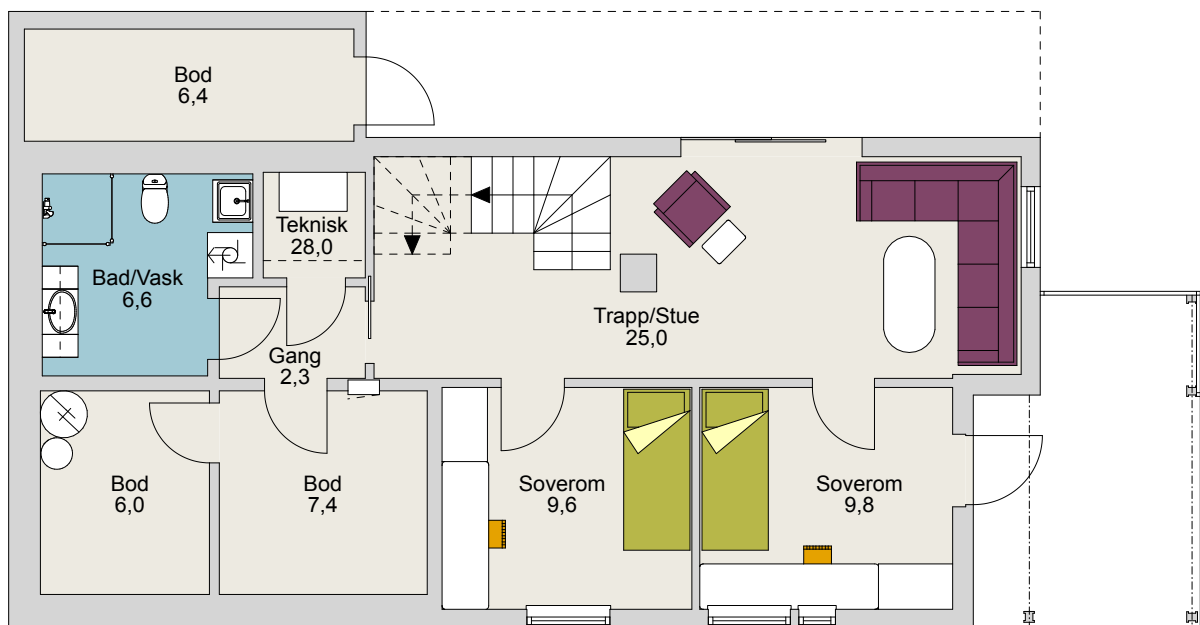 Bod
6,4
Teknisk
28,0
Bad/Vask
6,6
Trapp/Stue
25,0
Gang
2,3
Bod
6,0
Bod
7,4
Soverom
9,6
Soverom
9,8